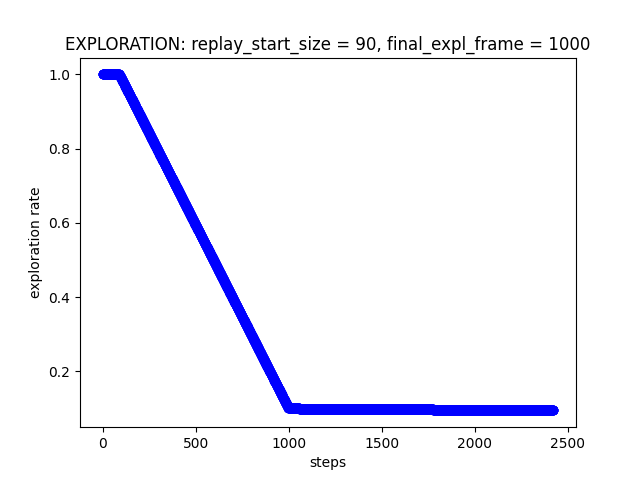 EXPLORATION: replay_start_size = 90, final_expl_frame = 1000
1.0
0.8
0.6
0.4
0.2
exploration rate
0 500 1000 1500 2000 2500
steps